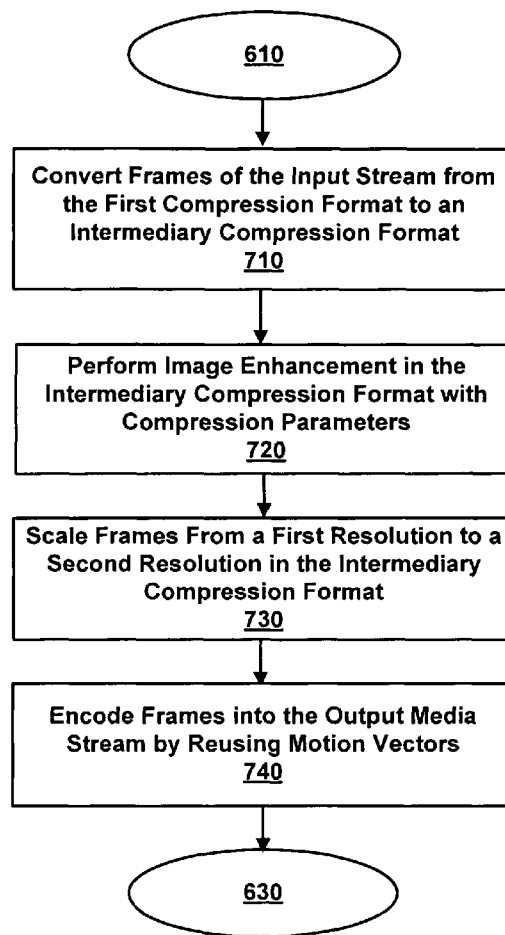 610
Convert Frames of the Input Stream from
the First Compression Format to an
Intermediary Compression Format
710
Perform Image Enhancement in the
Intermediary Compression Format with
Compression Parameters
720
Scale Frames From a First Resolution to a
Second Resolution in the Intermediary
Compression Format
730
Encode Frames into the Output Media
Stream by Reusing Motion Vectors
740
630